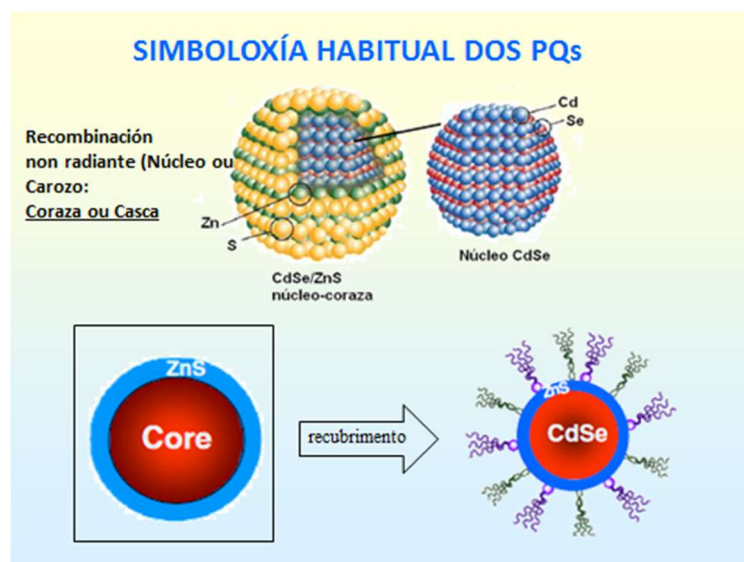 SIMBOLOXÍA HABITUAL DOS PQs
Recombinación
non radiante (Núcleo ou
Carozo:
Coraza ou Casca
Cd
Se
Zn
S
CdSe/ZnS
núcleo-coraza
Núcleo CdSe
ZnS
Core
recubrimento
ZnS
CdSe